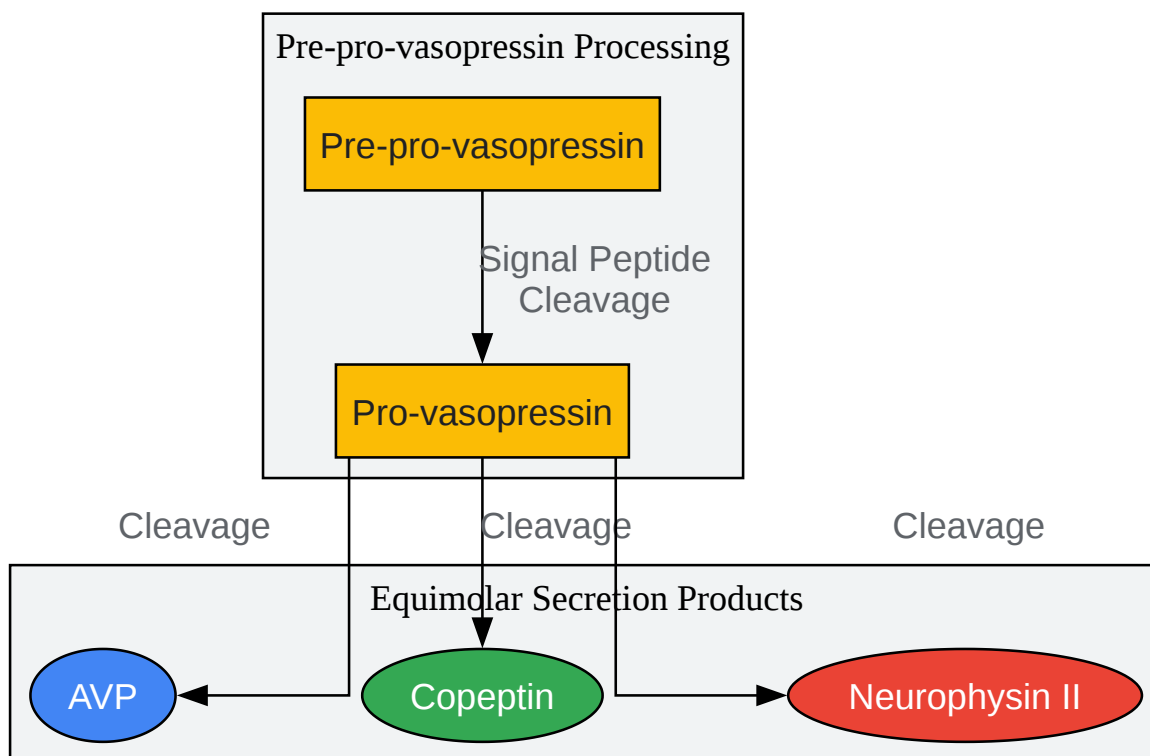 Pre-pro-vasopressin Processing
Pre-pro-vasopressin
Signal Peptide
Cleavage
Pro-vasopressin
Cleavage
Cleavage
Cleavage
Equimolar Secretion Products
AVP
Copeptin
Neurophysin II